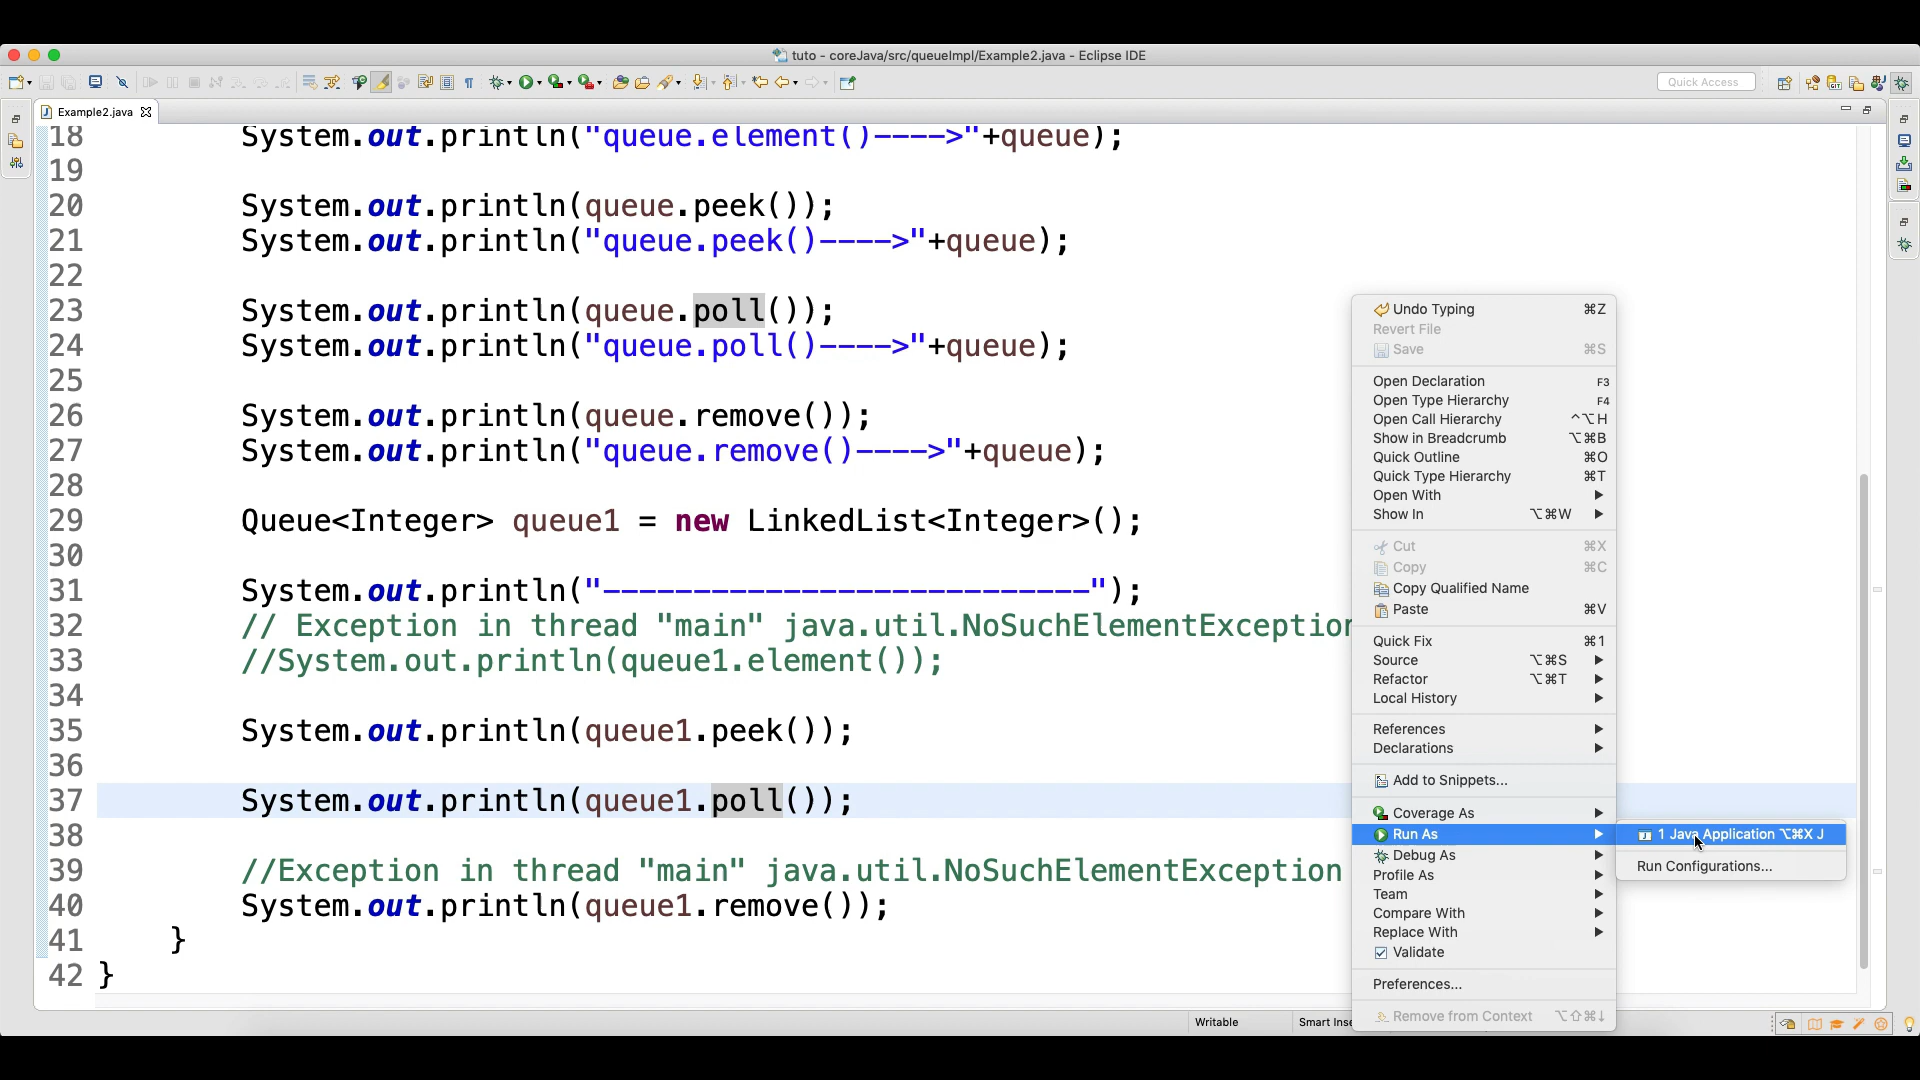 tuto - coreJava/src/queueImpl/Example2.java - Eclipse IDE
Quick Access
Example2.java
18 System.out.println("queue.element()---->"+queue);
19
20 System.out.println(queue.peek());
21 System.out.println("queue.peek()---->"+queue);
22
23 System.out.println(queue.poll());
24 System.out.println("queue.poll()---->"+queue);
25
26 System.out.println(queue.remove());
27 System.out.println("queue.remove()---->"+queue);
28
29 Queue<Integer> queue1 = new LinkedList<Integer>();
30
31 System.out.println("---------------------------");
32 // Exception in thread "main" java.util.NoSuchElementException
33 //System.out.println(queue1.element());
34
35 System.out.println(queue1.peek());
36
37 System.out.println(queue1.poll());
38
39 //Exception in thread "main" java.util.NoSuchElementException
40 System.out.println(queue1.remove());
41 }
42 }
Undo Typing ⌘Z
Revert File
Save ⌘S
Open Declaration F3
Open Type Hierarchy F4
Open Call Hierarchy ^⌥H
Show in Breadcrumb ⌥⌘B
Quick Outline ⌘O
Quick Type Hierarchy ⌘T
Open With
Show In ⌥⌘W
Cut ⌘X
Copy ⌘C
Copy Qualified Name
Paste ⌘V
Quick Fix ⌘1
Source ⌥⌘S
Refactor ⌥⌘T
Local History
References
Declarations
Add to Snippets...
Coverage As
Run As
Debug As
Profile As
Team
Compare With
Replace With
Validate
Preferences...
Remove from Context ⌥⇧⌘↓
1 Java Application ⌥⌘X J
Run Configurations...
Writable
Smart Inse